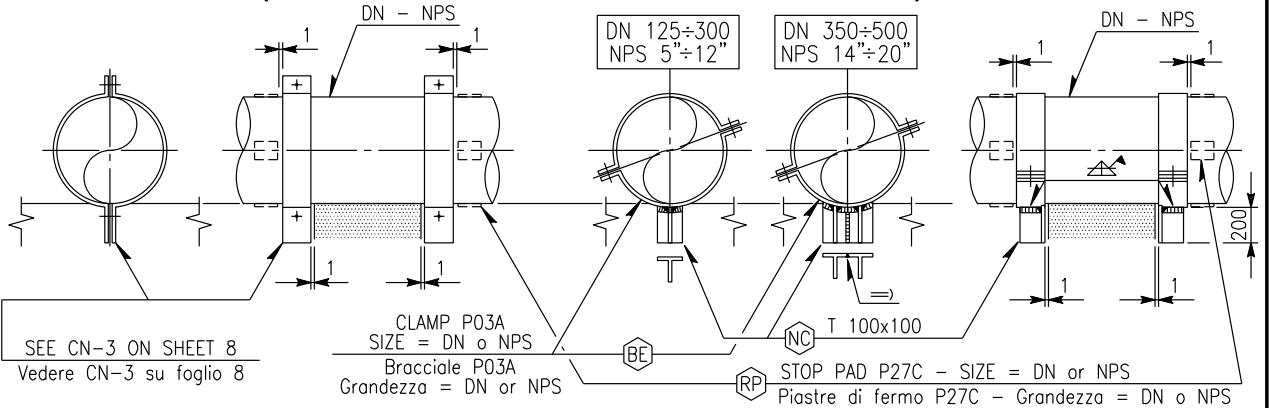 DN – NPS
1
1
DN 125÷300
NPS 5"÷12"
DN 350÷500
NPS 14"÷20"
DN – NPS
1
1
200
1
1
1
1
=)
SEE CN-3 ON SHEET 8
Vedere CN-3 su foglio 8
CLAMP P03A
SIZE = DN o NPS
Bracciale P03A
Grandezza = DN or NPS
BE
NC
T 100x100
RP
STOP PAD P27C – SIZE = DN or NPS
Piastre di fermo P27C – Grandezza = DN o NPS